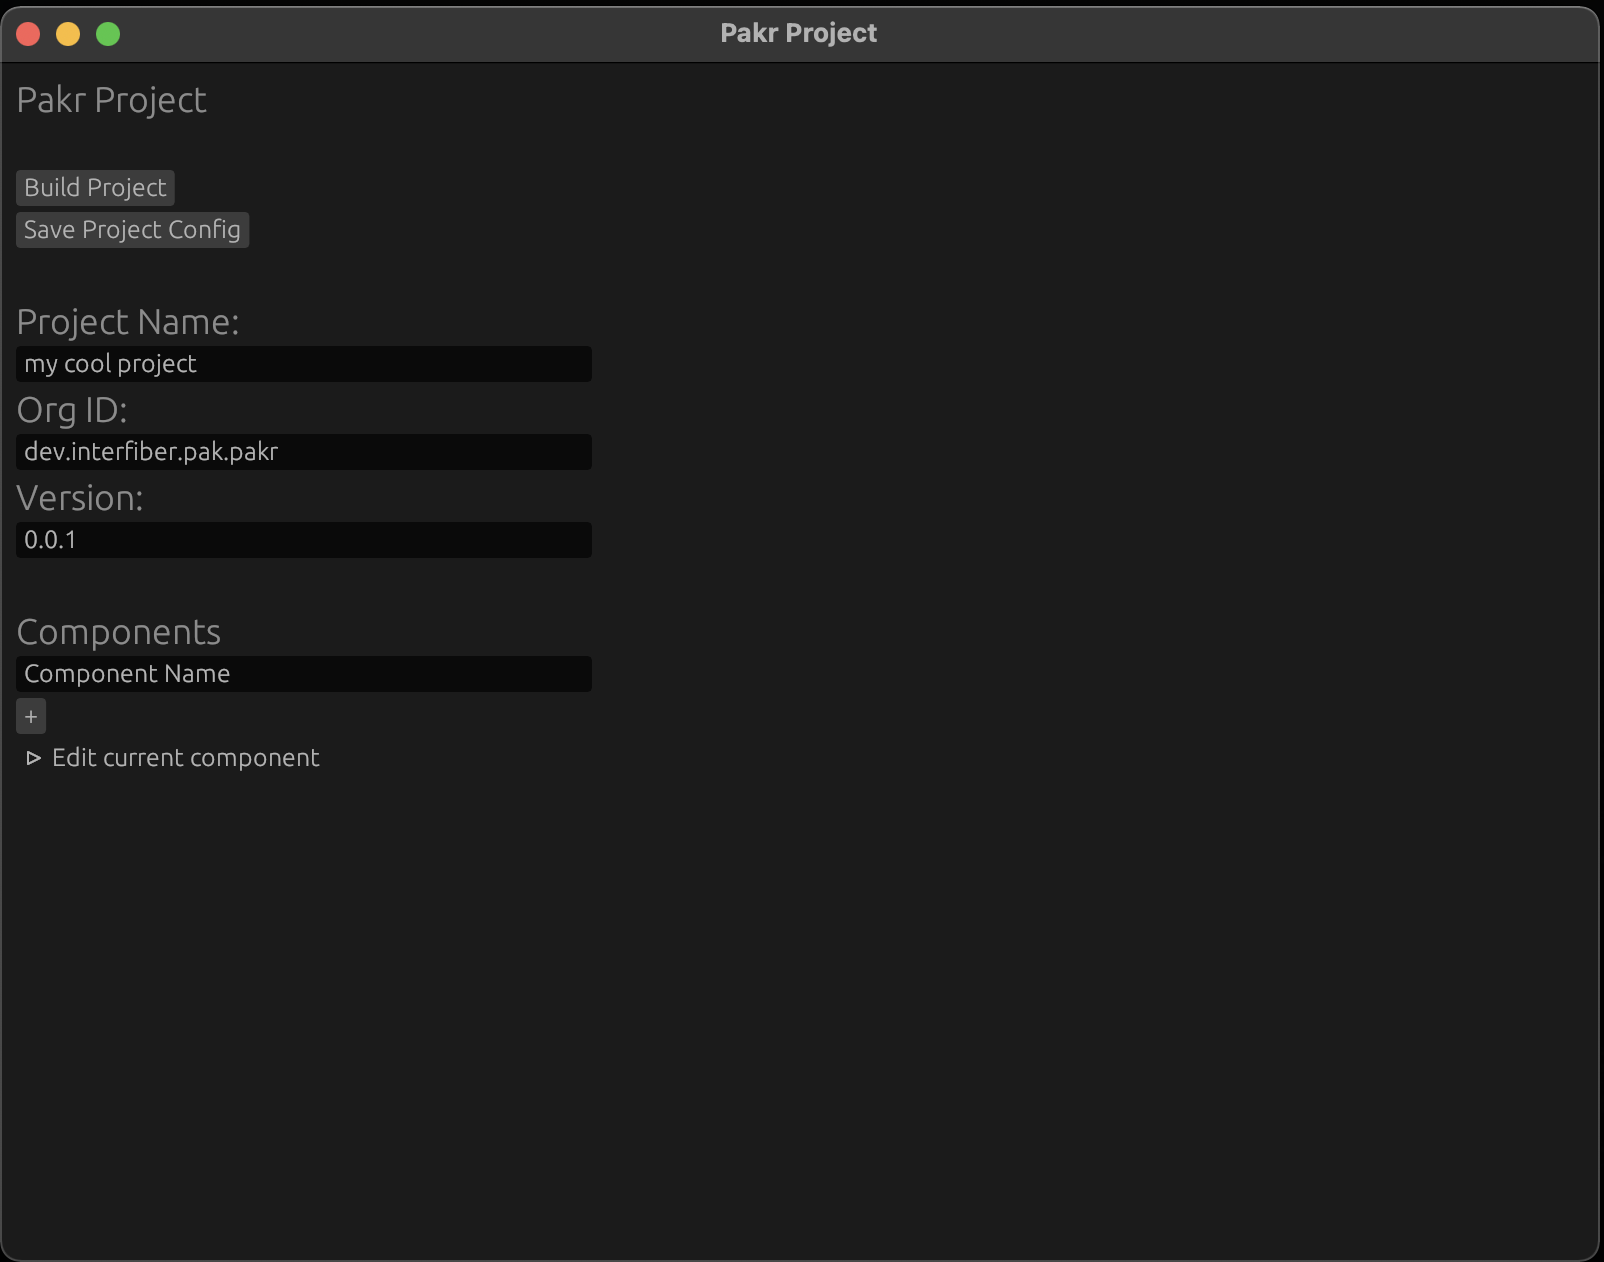 Pakr Project
Pakr Project
Build Project
Save Project Config
Project Name:
my cool project
Org ID:
dev.interfiber.pak.pakr
Version:
0.0.1
Components
Component Name
+
Edit current component